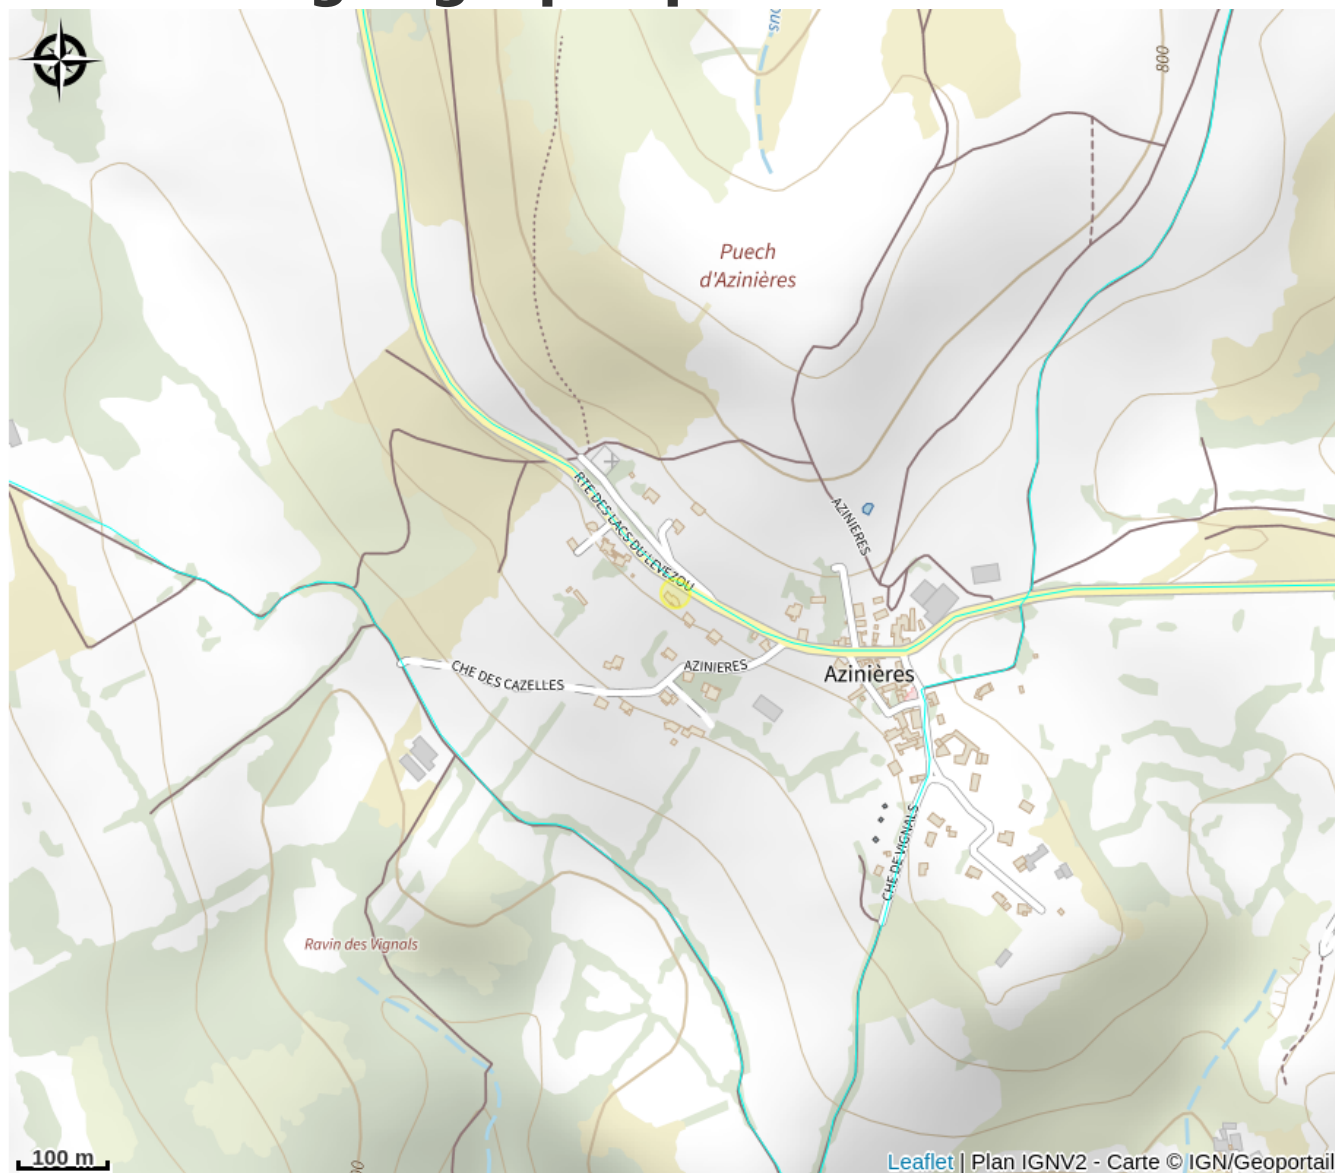 800
Puech
d'Azinières
AZINIERES
RTE DES LACS DU LEVEZOU
AZINIERES
CHE DES CAZELLES
Azinières
CHE DE VIGNALS
Ravin des Vignals
100 m
Leaflet | Plan IGNV2 - Carte © IGN/Geoportail